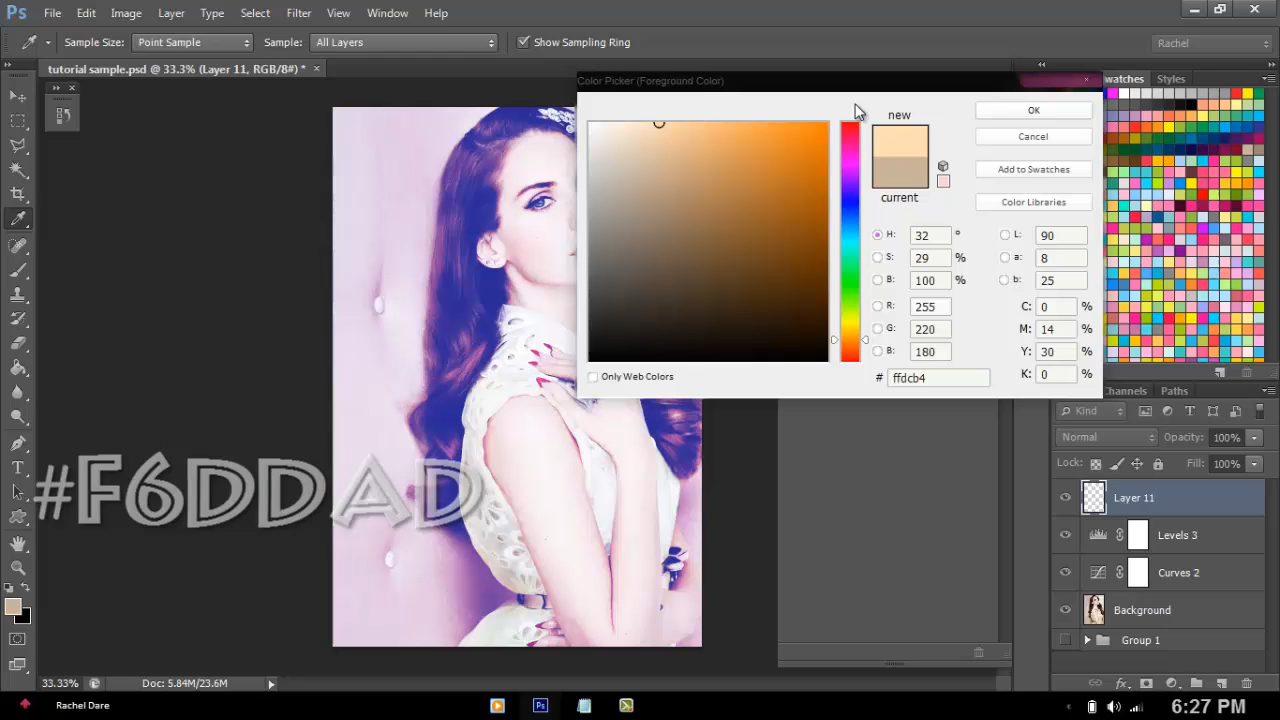 Ps File Edit Image Layer Type Select Filter View Window Help
Sample Size: Point Sample Sample: All Layers Show Sampling Ring Rachel
tutorial sample.psd @ 33.3% (Layer 11, RGB/8#) * ×
Color Picker (Foreground Color)
watches Styles
new
current
OK
Cancel
Add to Swatches
Color Libraries
H: 32 °
S: 29 %
B: 100 %
R: 255
G: 220
B: 180
L: 90
a: 8
b: 25
C: 0 %
M: 14 %
Y: 30 %
K: 0 %
Only Web Colors
# ffdcb4
hannels Paths
Kind
Normal Opacity: 100%
Lock: Fill: 100%
Layer 11
Levels 3
Curves 2
Background
Group 1
#F6DDAD
33.33% Doc: 5.84M/23.6M
Rachel Dare
Ps
6:27 PM